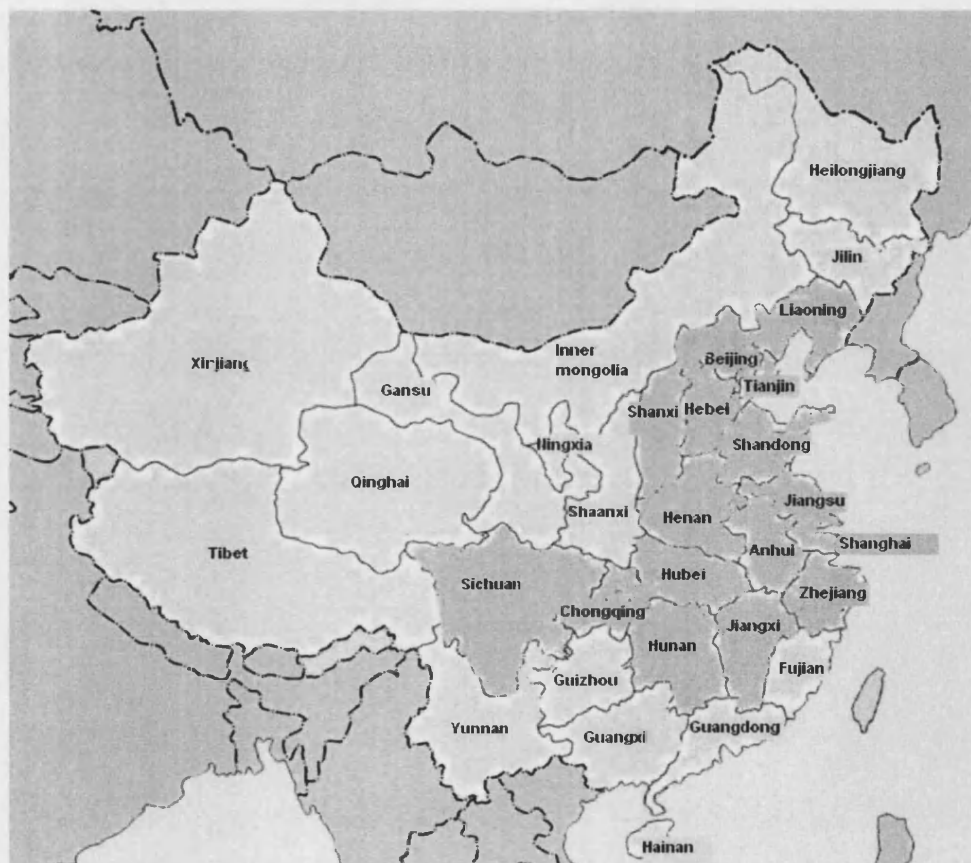 Heilongjiang
Jilin
Liaoning
Inner
mongolia
Beijing
Xinjiang
Tianjin
Gansu
Shanxi
Hebei
Ningxia
Shandong
Qinghai
Jiangsu
Shaanxi
Henan
Shanghai
Tibet
Anhui
Hubei
Sichuan
Zhejiang
Chongqing
Jiangxi
Hunan
Fujian
Guizhou
Yunnan
Guangdong
Guangxi
Hainan